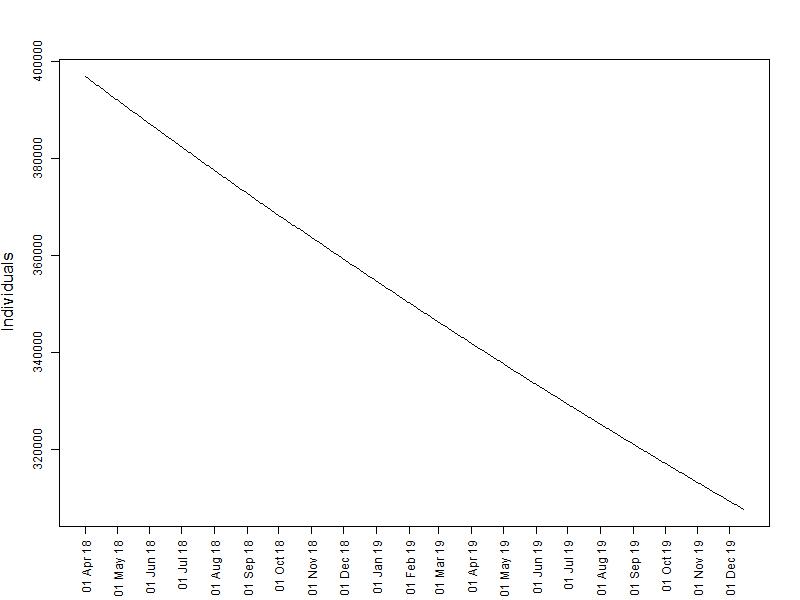 Individuals
400000
380000
360000
340000
320000
01 Apr 18
01 May 18
01 Jun 18
01 Jul 18
01 Aug 18
01 Sep 18
01 Oct 18
01 Nov 18
01 Dec 18
01 Jan 19
01 Feb 19
01 Mar 19
01 Apr 19
01 May 19
01 Jun 19
01 Jul 19
01 Aug 19
01 Sep 19
01 Oct 19
01 Nov 19
01 Dec 19